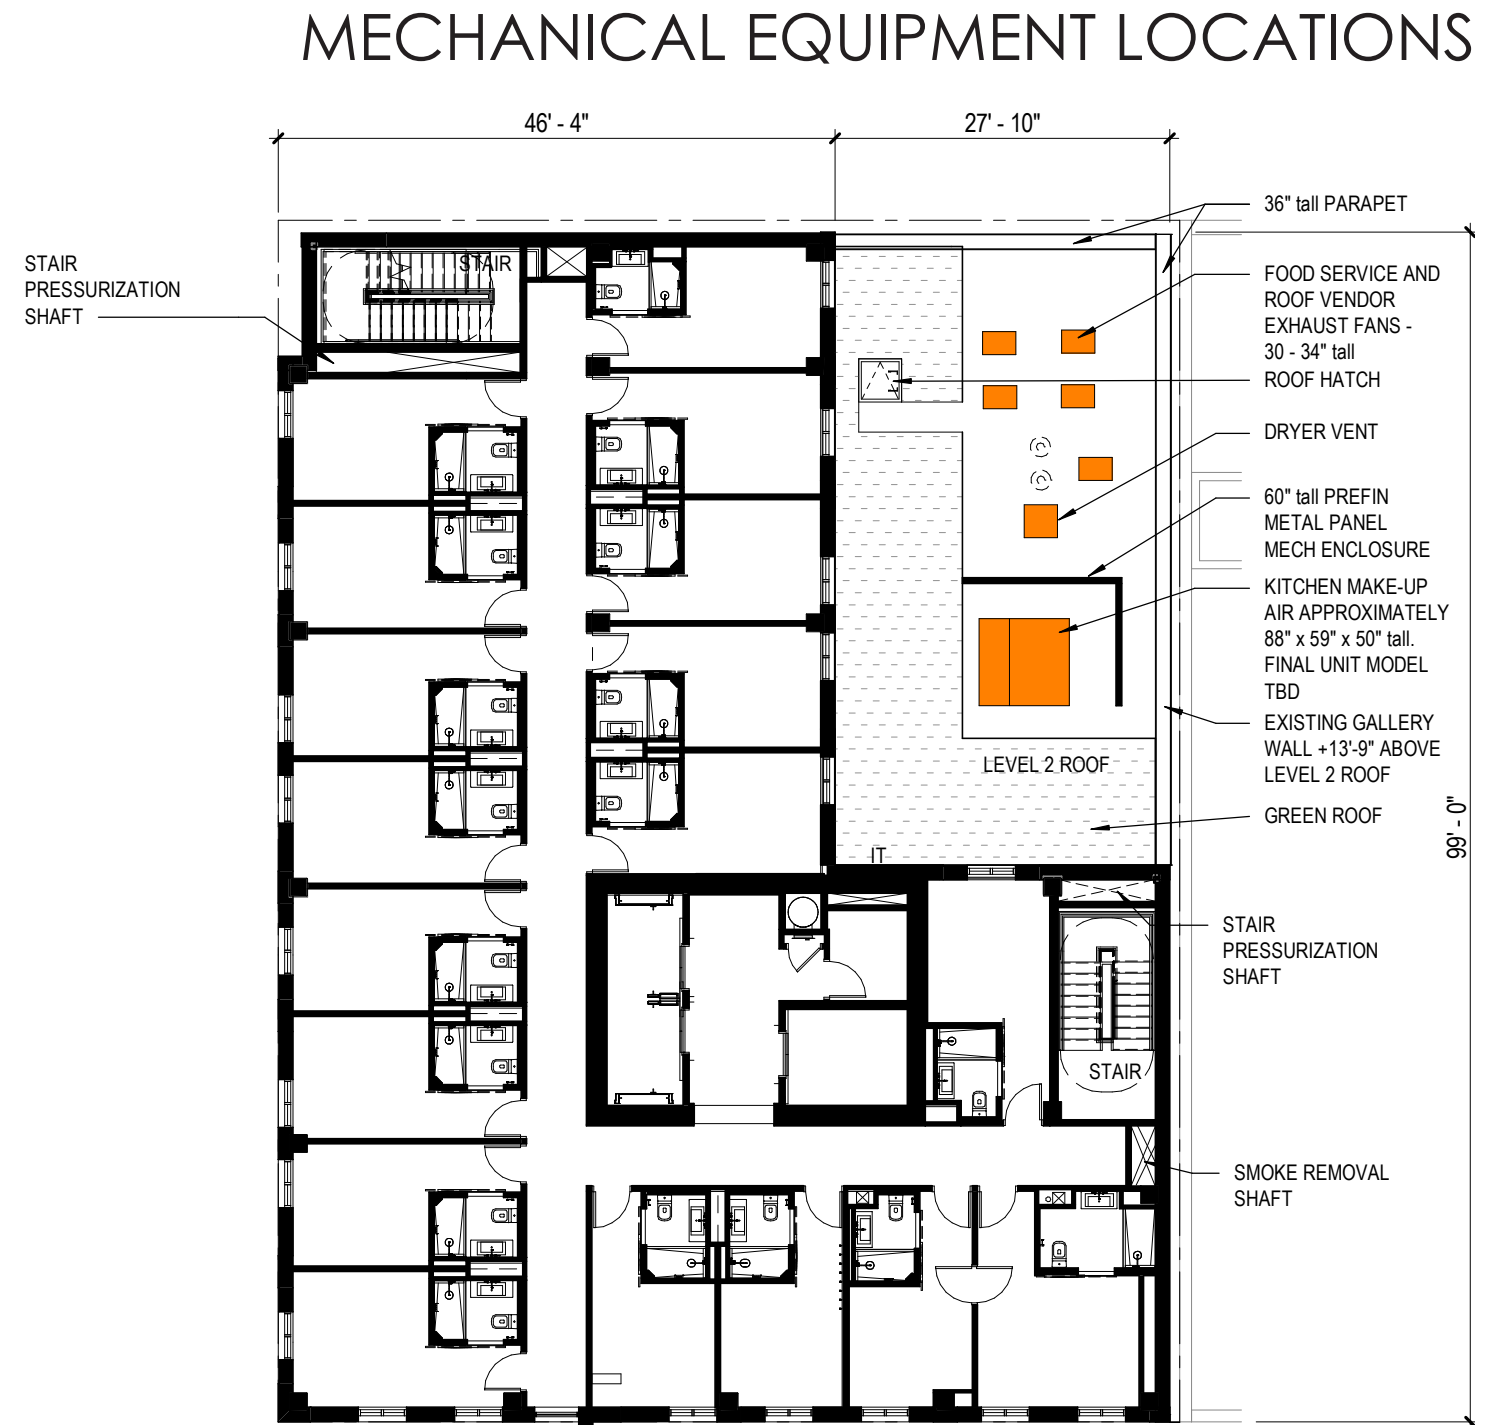 MECHANICAL EQUIPMENT LOCATIONS
46' - 4"
27' - 10"
36" tall PARAPET
STAIR
PRESSURIZATION
SHAFT
STAIR
FOOD SERVICE AND
ROOF VENDOR
EXHAUST FANS -
30 - 34" tall
ROOF HATCH
DRYER VENT
60" tall PREFIN
METAL PANEL
MECH ENCLOSURE
KITCHEN MAKE-UP
AIR APPROXIMATELY
88" x 59" x 50" tall.
FINAL UNIT MODEL
TBD
EXISTING GALLERY
WALL +13'-9" ABOVE
LEVEL 2 ROOF
LEVEL 2 ROOF
GREEN ROOF
99' - 0"
IT
STAIR
PRESSURIZATION
SHAFT
STAIR
SMOKE REMOVAL
SHAFT